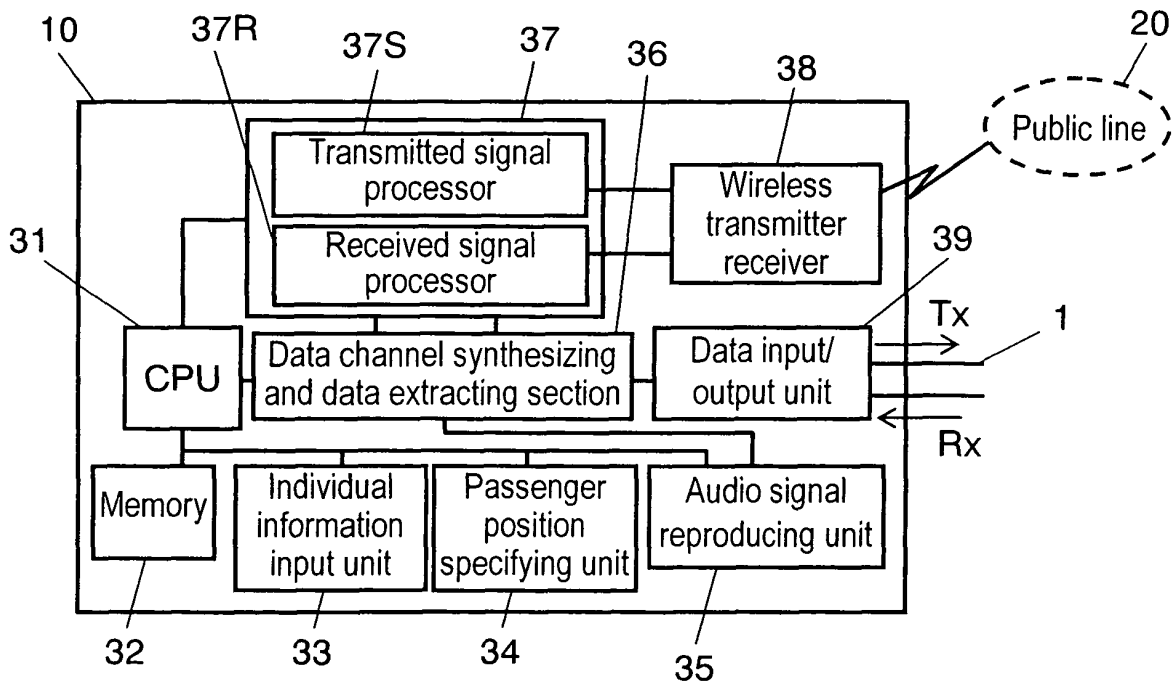 37R
37S
37
36
20
10
38
Public line
Transmitted signal
processor
Wireless
transmitter
receiver
31
39
Received signal
processor
Tx
1
CPU
Data channel synthesizing
and data extracting section
Data input/
output unit
Rx
Memory
Individual
information
input unit
Passenger
position
specifying unit
Audio signal
reproducing unit
32
33
34
35